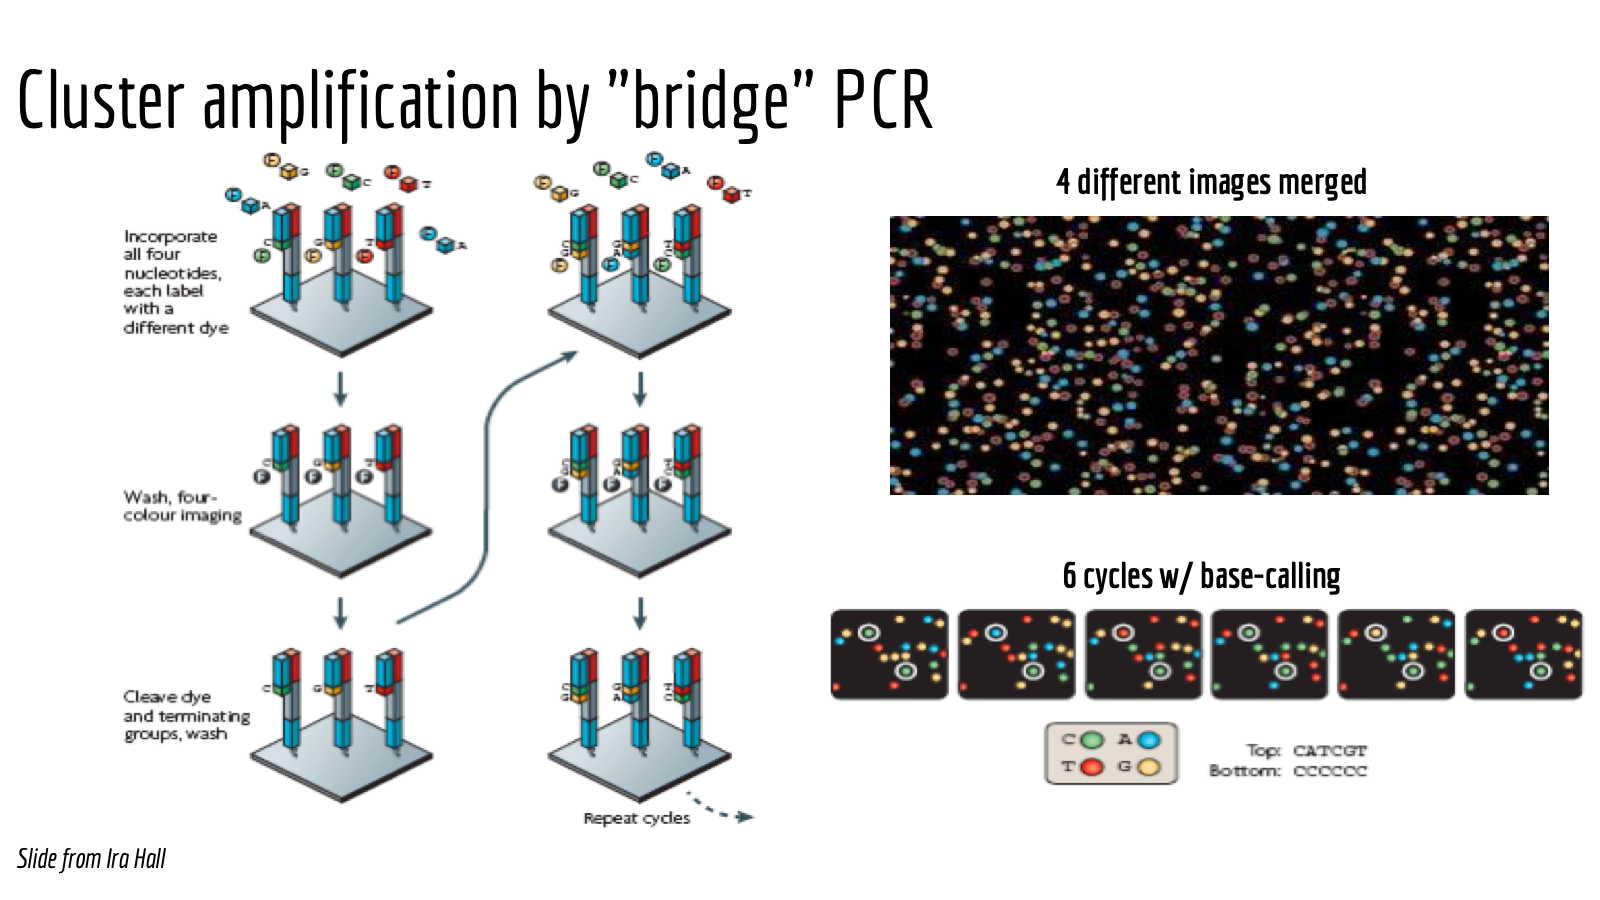 Cluster amplification by ”bridge” PCR
G
C
T
A
A
C
G
T
Incorporate
all four
nucleotides,
each label
with a
different dye
F
G
C
A
T
Wash, four-
colour imaging
C
G
T
F
F
F
Cleave dye
and terminating
groups, wash
C
G
T
C
G
G
A
T
C
Repeat cycles
4 different images merged
6 cycles w/ base-calling
C A
T G
Top: CATCGT
Bottom: CCCCCC
Slide from Ira Hall